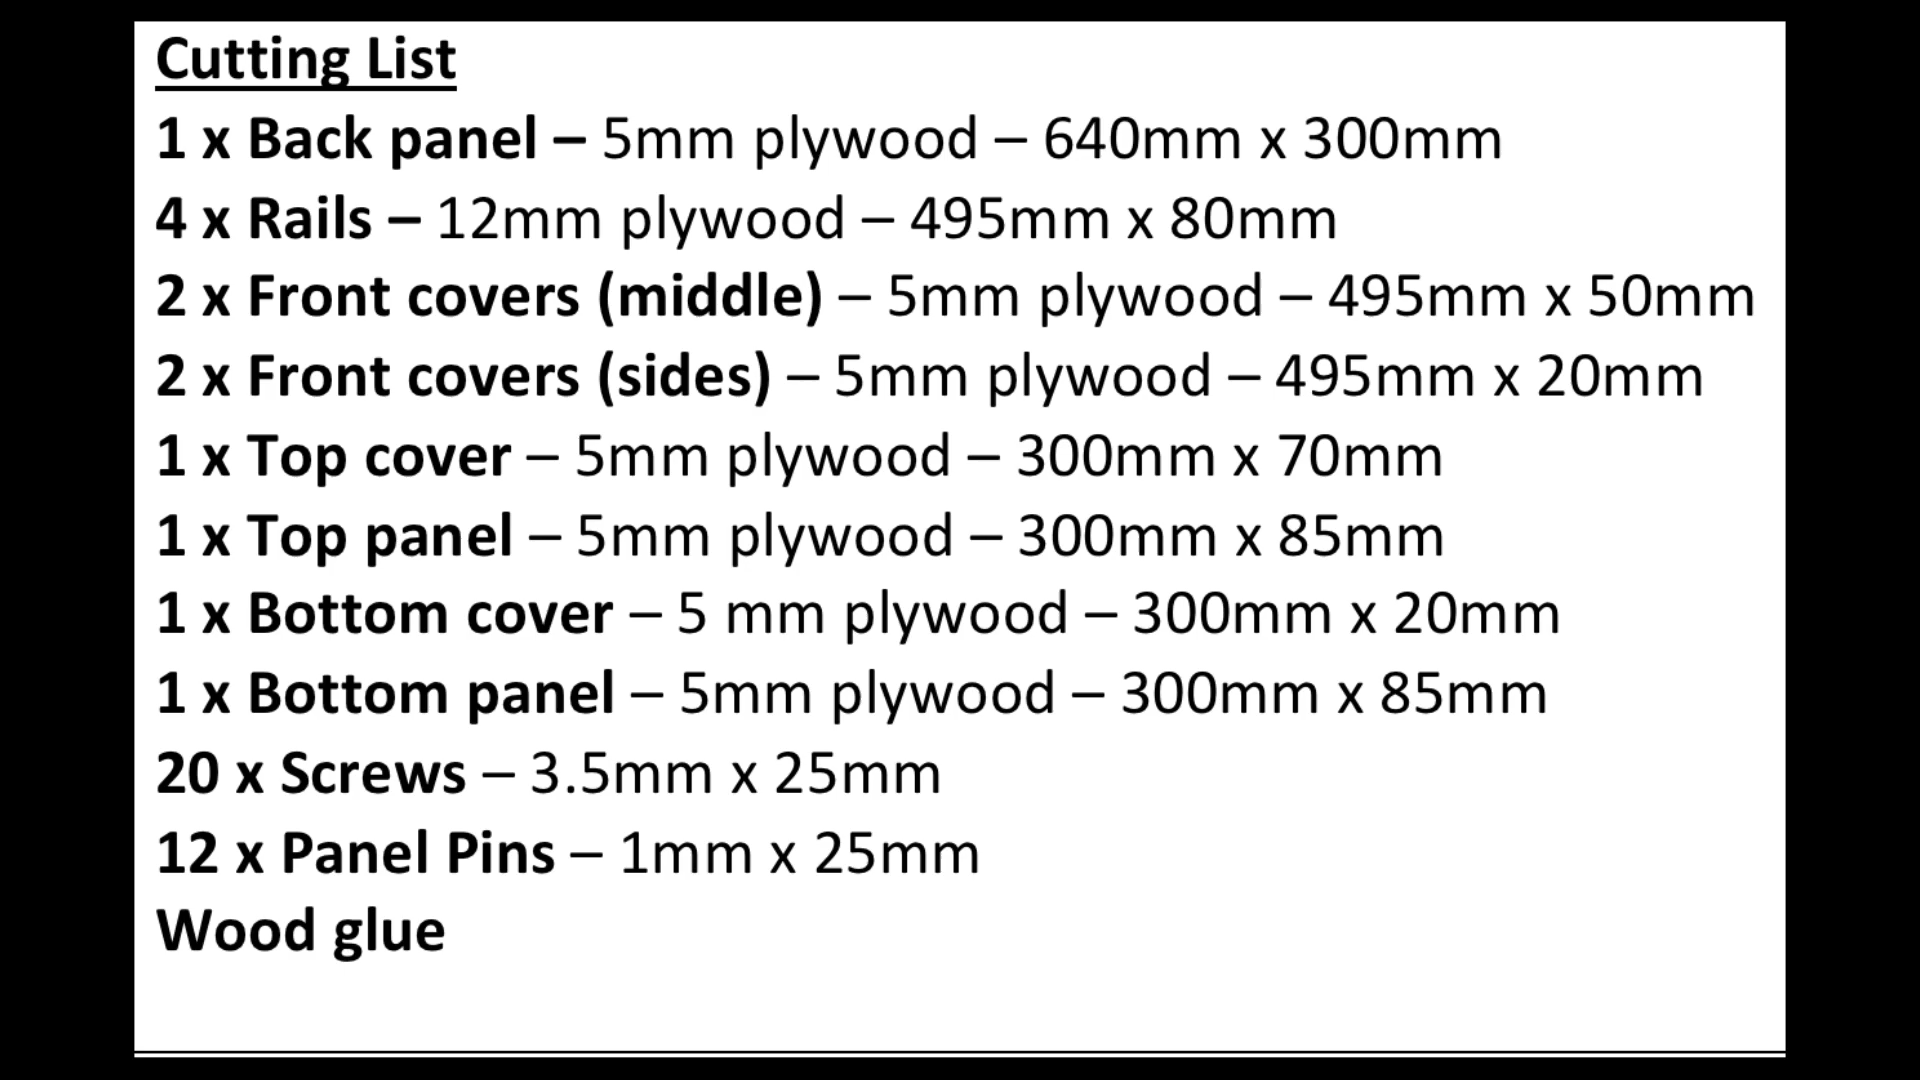 Cutting List
1 x Back panel – 5mm plywood – 640mm x 300mm
4 x Rails – 12mm plywood – 495mm x 80mm
2 x Front covers (middle) – 5mm plywood – 495mm x 50mm
2 x Front covers (sides) – 5mm plywood – 495mm x 20mm
1 x Top cover – 5mm plywood – 300mm x 70mm
1 x Top panel – 5mm plywood – 300mm x 85mm
1 x Bottom cover – 5 mm plywood – 300mm x 20mm
1 x Bottom panel – 5mm plywood – 300mm x 85mm
20 x Screws – 3.5mm x 25mm
12 x Panel Pins – 1mm x 25mm
Wood glue